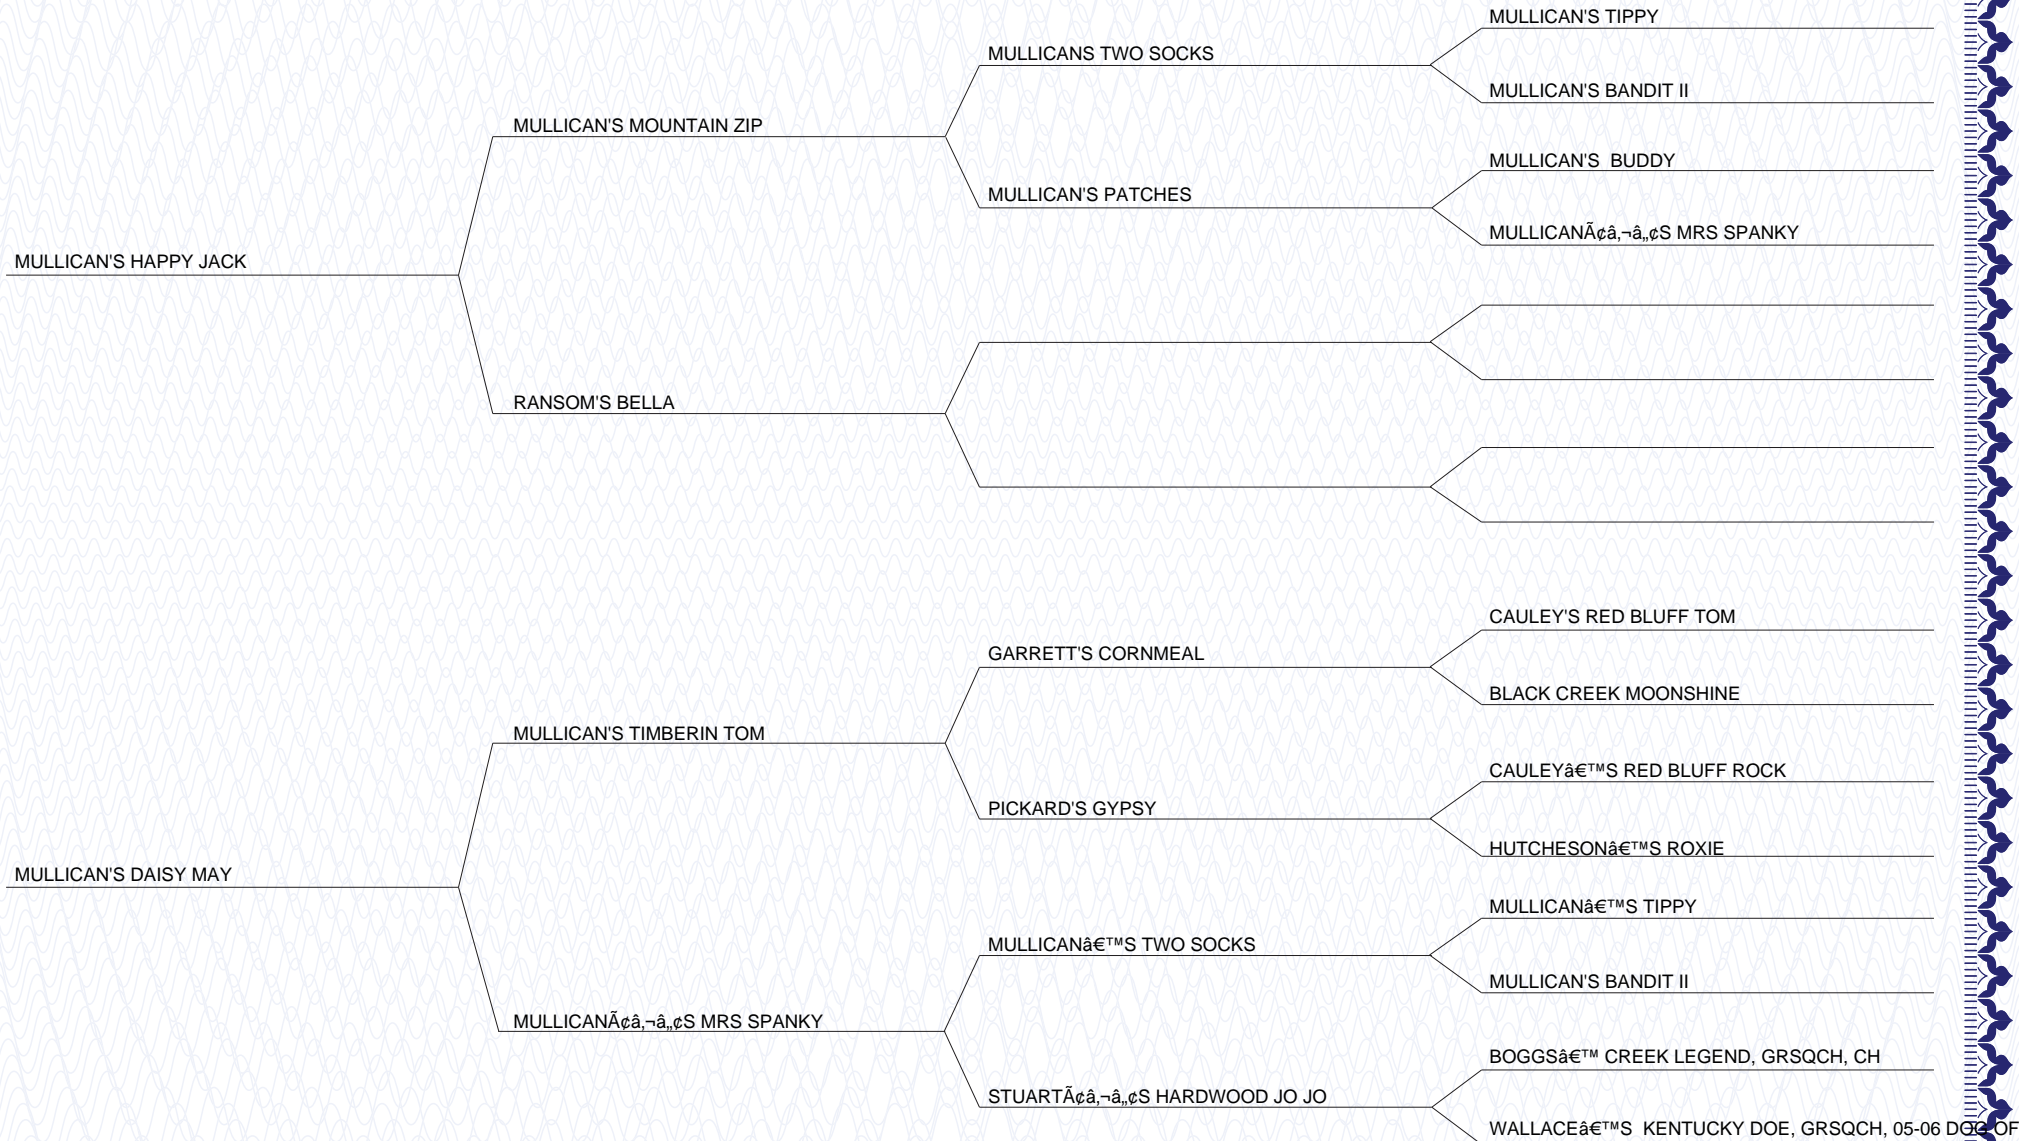 MULLICAN'S TIPPY
MULLICANS TWO SOCKS
MULLICAN'S BANDIT II
MULLICAN'S MOUNTAIN ZIP
MULLICAN'S  BUDDY
MULLICAN'S PATCHES
MULLICANÃ¢â‚¬â„¢S MRS SPANKY
MULLICAN'S HAPPY JACK
RANSOM'S BELLA
CAULEY'S RED BLUFF TOM
GARRETT'S CORNMEAL
BLACK CREEK MOONSHINE
MULLICAN'S TIMBERIN TOM
CAULEYâ€™S RED BLUFF ROCK
PICKARD'S GYPSY
HUTCHESONâ€™S ROXIE
MULLICAN'S DAISY MAY
MULLICANâ€™S TIPPY
MULLICANâ€™S TWO SOCKS
MULLICAN'S BANDIT II
MULLICANÃ¢â‚¬â„¢S MRS SPANKY
BOGGSâ€™ CREEK LEGEND, GRSQCH, CH
STUARTÃ¢â‚¬â„¢S HARDWOOD JO JO
WALLACEâ€™S  KENTUCKY DOE, GRSQCH, 05-06 DOG OF